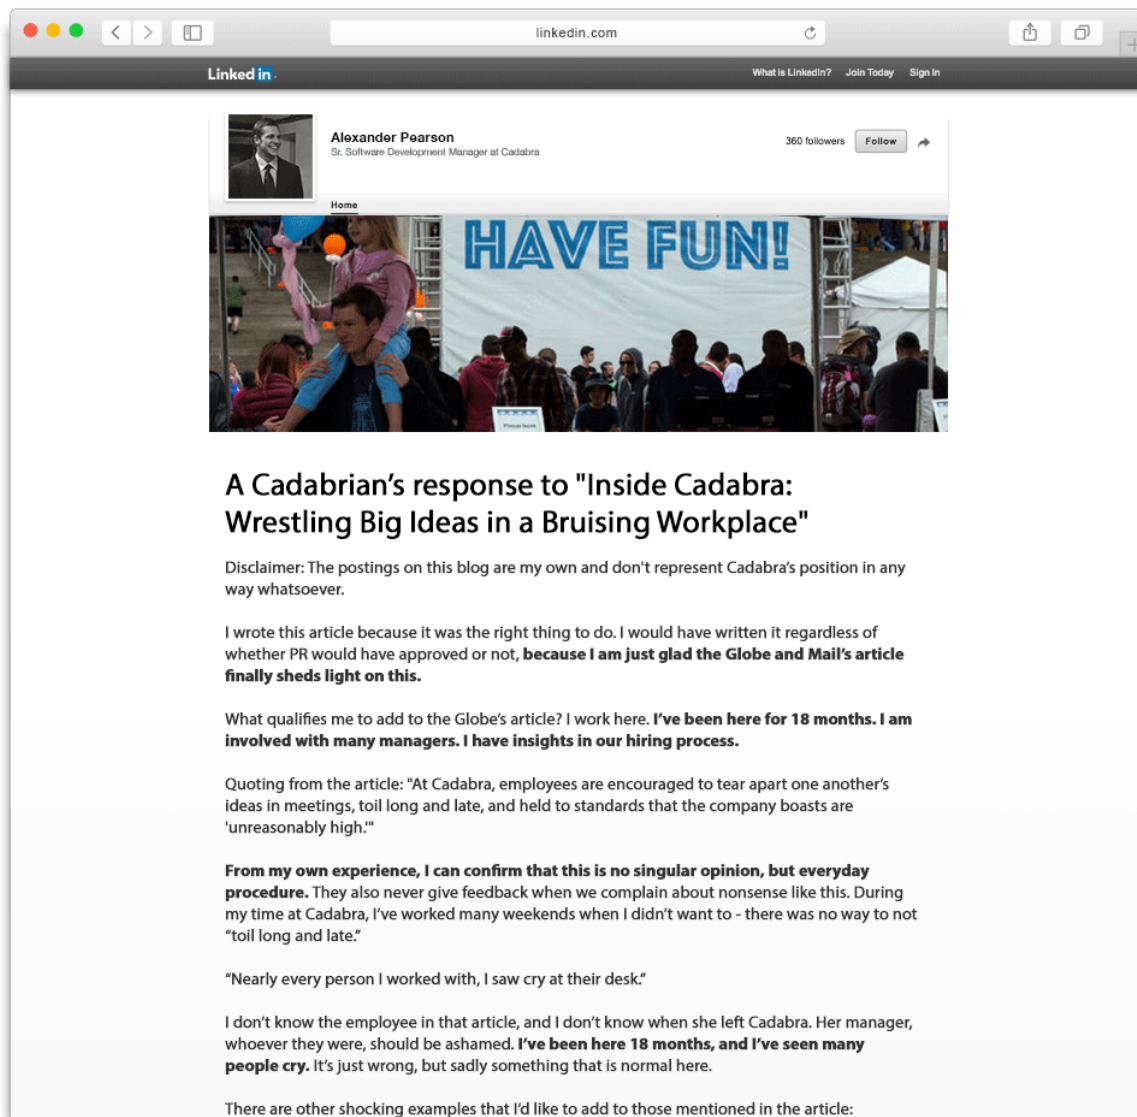 linkedin.com
Linked in.
What is LinkedIn?
Join Today
Sign In
Alexander Pearson
Sr. Software Development Manager at Cadabra
360 followers
Follow
Home
HAVE FUN!
Please here
A Cadabrian’s response to "Inside Cadabra:
Wrestling Big Ideas in a Bruising Workplace"
Disclaimer: The postings on this blog are my own and don't represent Cadabra’s position in any
way whatsoever.
I wrote this article because it was the right thing to do. I would have written it regardless of
whether PR would have approved or not, because I am just glad the Globe and Mail’s article
finally sheds light on this.
What qualifies me to add to the Globe’s article? I work here. I’ve been here for 18 months. I am
involved with many managers. I have insights in our hiring process.
Quoting from the article: "At Cadabra, employees are encouraged to tear apart one another’s
ideas in meetings, toil long and late, and held to standards that the company boasts are
'unreasonably high.'"
From my own experience, I can confirm that this is no singular opinion, but everyday
procedure. They also never give feedback when we complain about nonsense like this. During
my time at Cadabra, I’ve worked many weekends when I didn’t want to - there was no way to not
“toil long and late.”
“Nearly every person I worked with, I saw cry at their desk.”
I don’t know the employee in that article, and I don’t know when she left Cadabra. Her manager,
whoever they were, should be ashamed. I’ve been here 18 months, and I’ve seen many
people cry. It’s just wrong, but sadly something that is normal here.
There are other shocking examples that I’d like to add to those mentioned in the article: